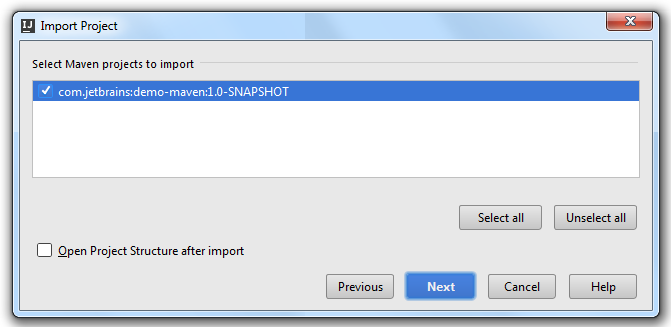 IJ Import Project
Select Maven projects to import
com.jetbrains:demo-maven:1.0-SNAPSHOT
Select all Unselect all
Open Project Structure after import
Previous Next Cancel Help